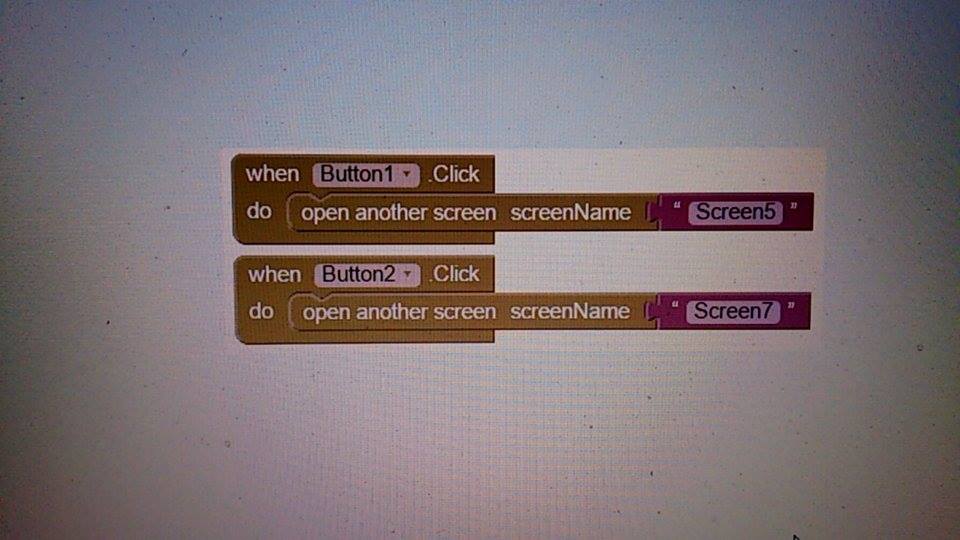 when Button1 .Click
do open another screen screenName “ Screen5 ”
when Button2 .Click
do open another screen screenName “ Screen7 ”